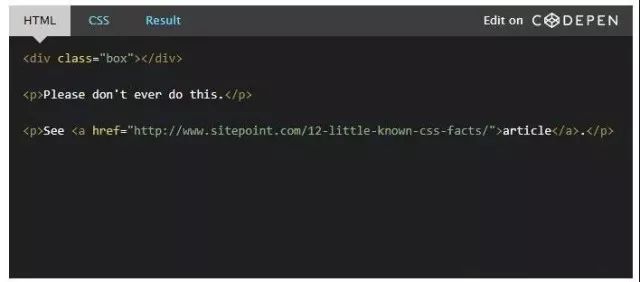 HTML CSS Result Edit on CODEPEN
<div class="box"></div>
<p>Please don't ever do this.</p>
<p>See <a href="http://www.sitepoint.com/12-little-known-css-facts/">article</a>.</p>